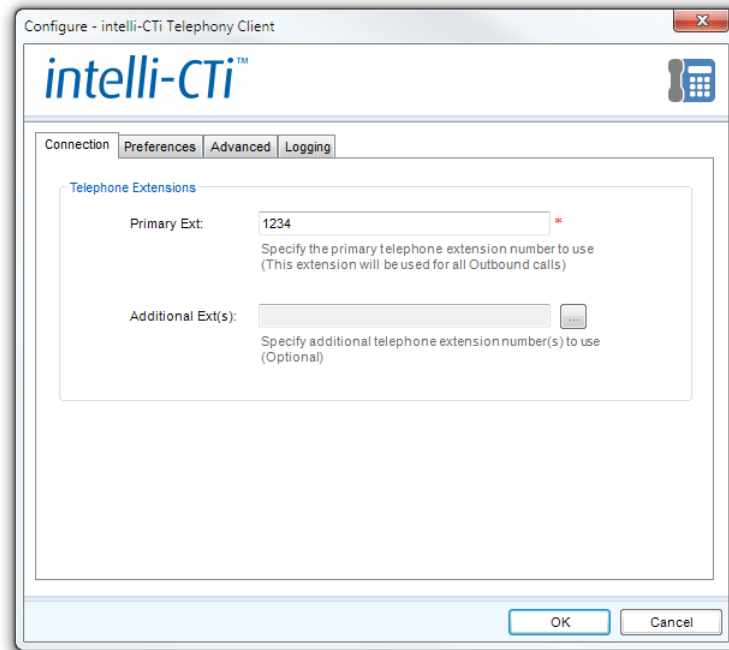 Configure - intelli-CTi Telephony Client
intelli-CTi™
Connection Preferences Advanced Logging
Telephone Extensions
Primary Ext: 1234 *
Specify the primary telephone extension number to use
(This extension will be used for all Outbound calls)
Additional Ext(s): ...
Specify additional telephone extension number(s) to use
(Optional)
OK Cancel